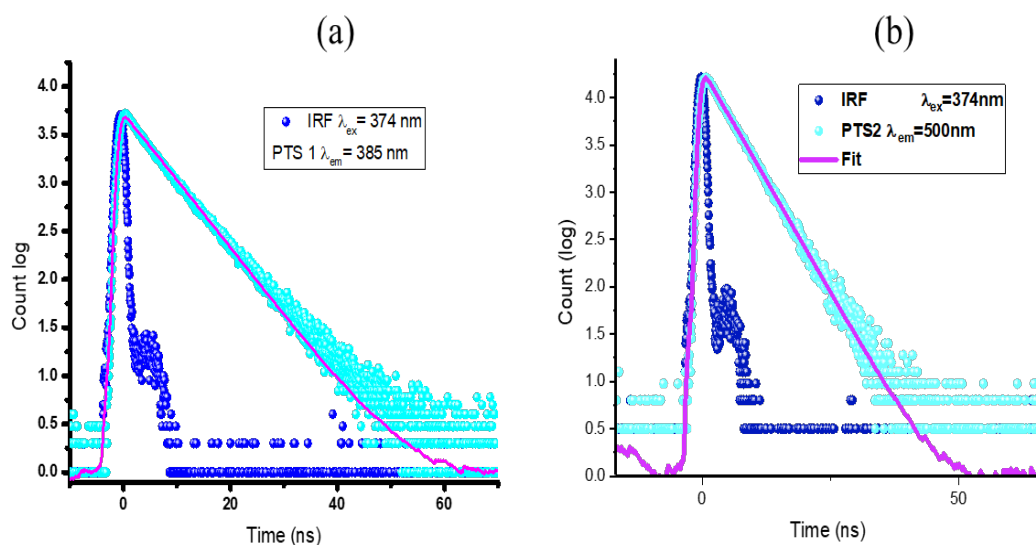 (a)
4.0
3.5
3.0
2.5
2.0
1.5
1.0
0.5
0.0
Count log
0
20
40
60
Time (ns)
IRF λex = 374 nm
PTS 1 λem = 385 nm
(b)
4.0
3.5
3.0
2.5
2.0
1.5
1.0
0.5
0.0
Count (log)
0
50
Time (ns)
IRF λex=374nm
PTS2 λem=500nm
Fit